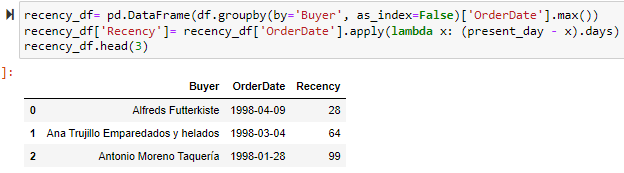 recency_df= pd.DataFrame(df.groupby(by='Buyer', as_index=False)['OrderDate'].max())
recency_df['Recency']= recency_df['OrderDate'].apply(lambda x: (present_day - x).days)
recency_df.head(3)
]:
Buyer OrderDate Recency
0 Alfreds Futterkiste 1998-04-09 28
1 Ana Trujillo Emparedados y helados 1998-03-04 64
2 Antonio Moreno Taquería 1998-01-28 99